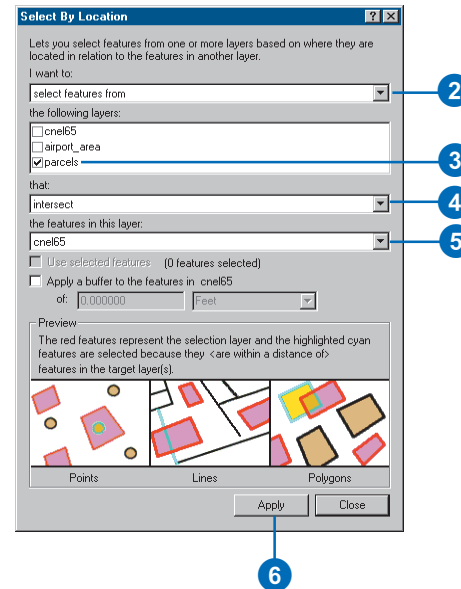 Select By Location
? X
Lets you select features from one or more layers based on where they are
located in relation to the features in another layer.
I want to:
select features from
2
the following layers:
cnel65
airport_area
parcels
3
that:
intersect
4
the features in this layer:
cnel65
5
Use selected features (0 features selected)
Apply a buffer to the features in cnel65
of: 0.000000 Feet
Preview
The red features represent the selection layer and the highlighted cyan
features are selected because they <are within a distance of>
features in the target layer(s).
Points Lines Polygons
Apply Close
6